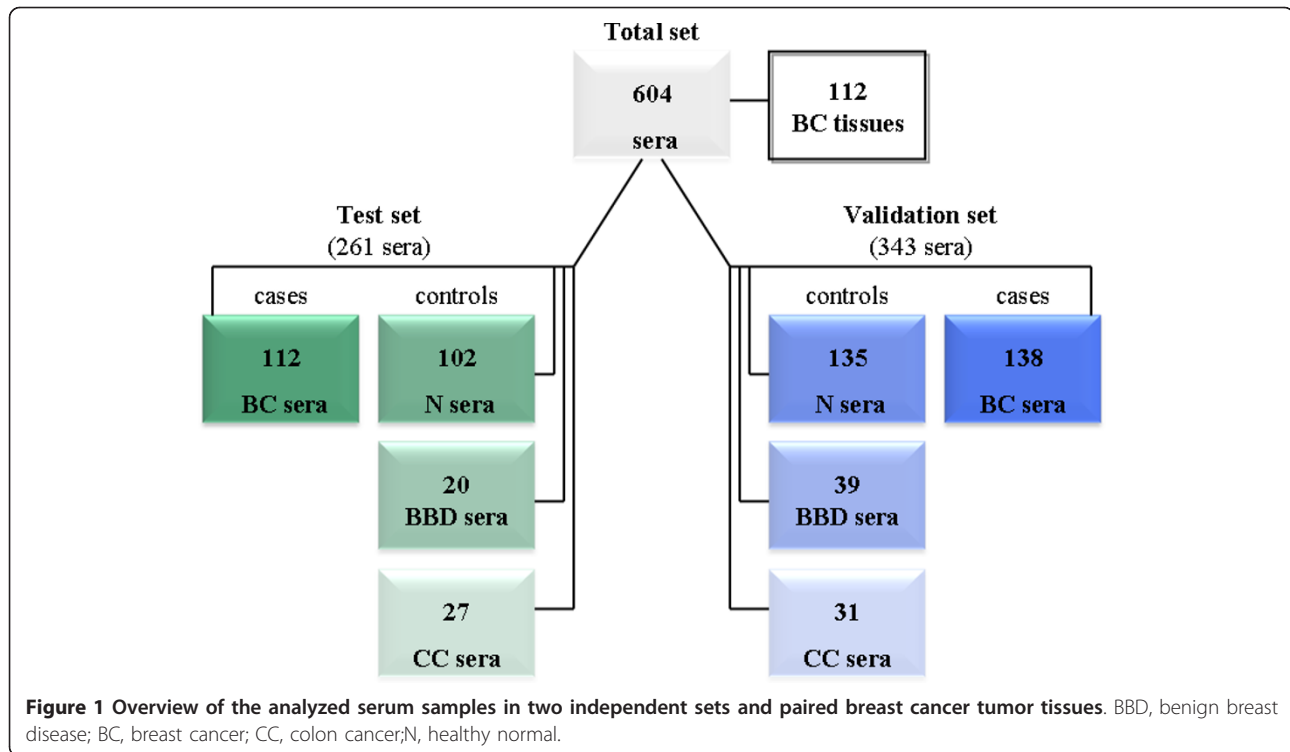 Total set
604
sera
112
BC tissues
Test set
(261 sera)
Validation set
(343 sera)
cases
controls
controls
cases
112
BC sera
102
N sera
135
N sera
138
BC sera
20
BBD sera
39
BBD sera
27
CC sera
31
CC sera
Figure 1 Overview of the analyzed serum samples in two independent sets and paired breast cancer tumor tissues. BBD, benign breast
disease; BC, breast cancer; CC, colon cancer;N, healthy normal.